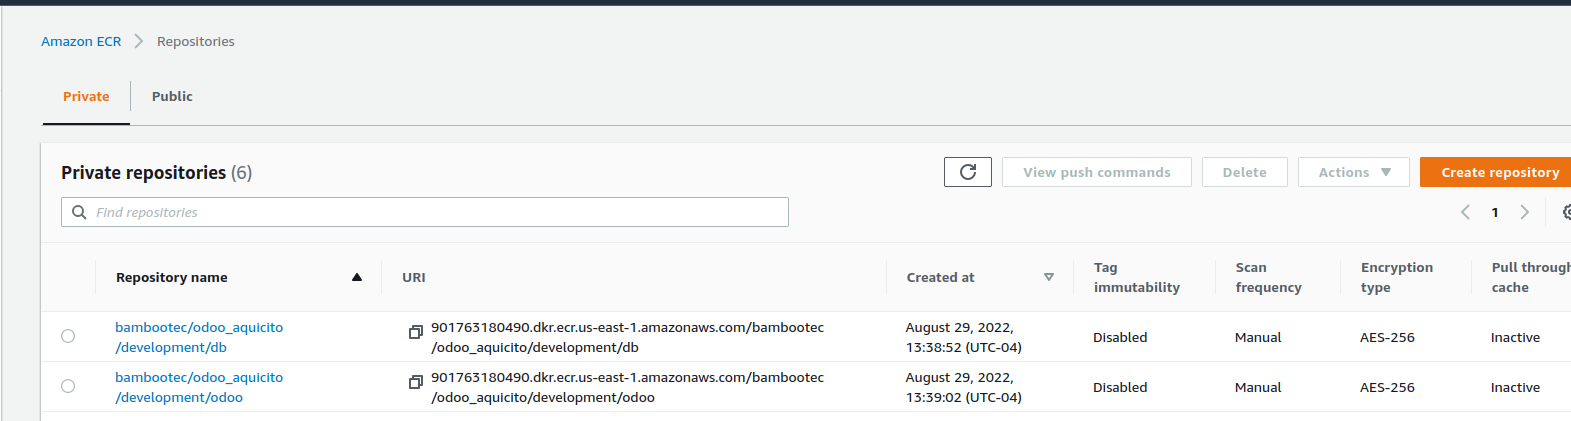 Amazon ECR > Repositories
Private Public
Private repositories (6) View push commands Delete Actions Create repository
Find repositories 1
Repository name URI Created at Tag immutability Scan frequency Encryption type Pull through cache
bambootec/odoo_aquicito 901763180490.dkr.ecr.us-east-1.amazonaws.com/bambootec August 29, 2022,
/development/db /odoo_aquicito/development/db 13:38:52 (UTC-04) Disabled Manual AES-256 Inactive
bambootec/odoo_aquicito 901763180490.dkr.ecr.us-east-1.amazonaws.com/bambootec August 29, 2022,
/development/odoo /odoo_aquicito/development/odoo 13:39:02 (UTC-04) Disabled Manual AES-256 Inactive